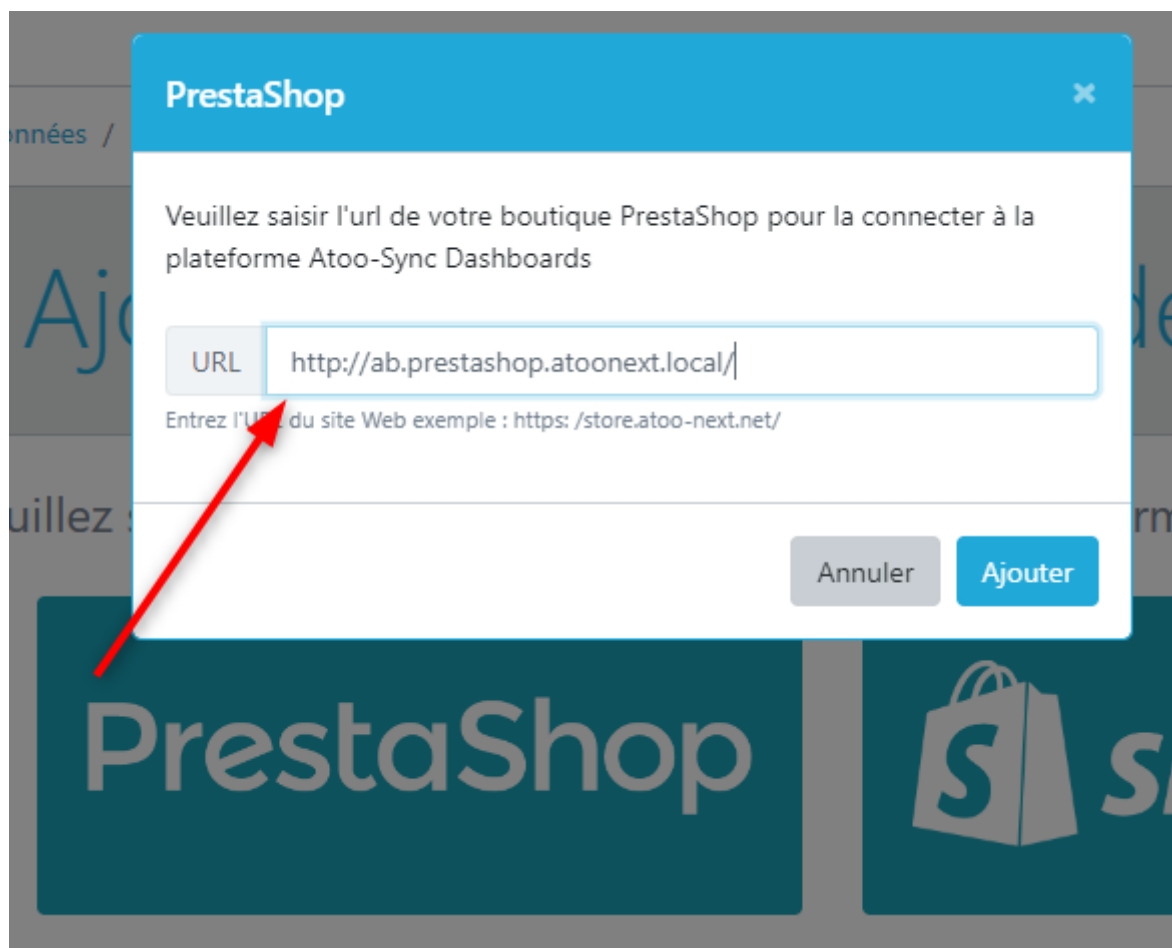 PrestaShop
×
onnées /
Veuillez saisir l'url de votre boutique PrestaShop pour la connecter à la
plateforme Atoo-Sync Dashboards
Aj
de
URL http://ab.prestashop.atoonext.local/
Entrez l'URL du site Web exemple : https: /store.atoo-next.net/
uillez s
rm
Annuler Ajouter
PrestaShop
S